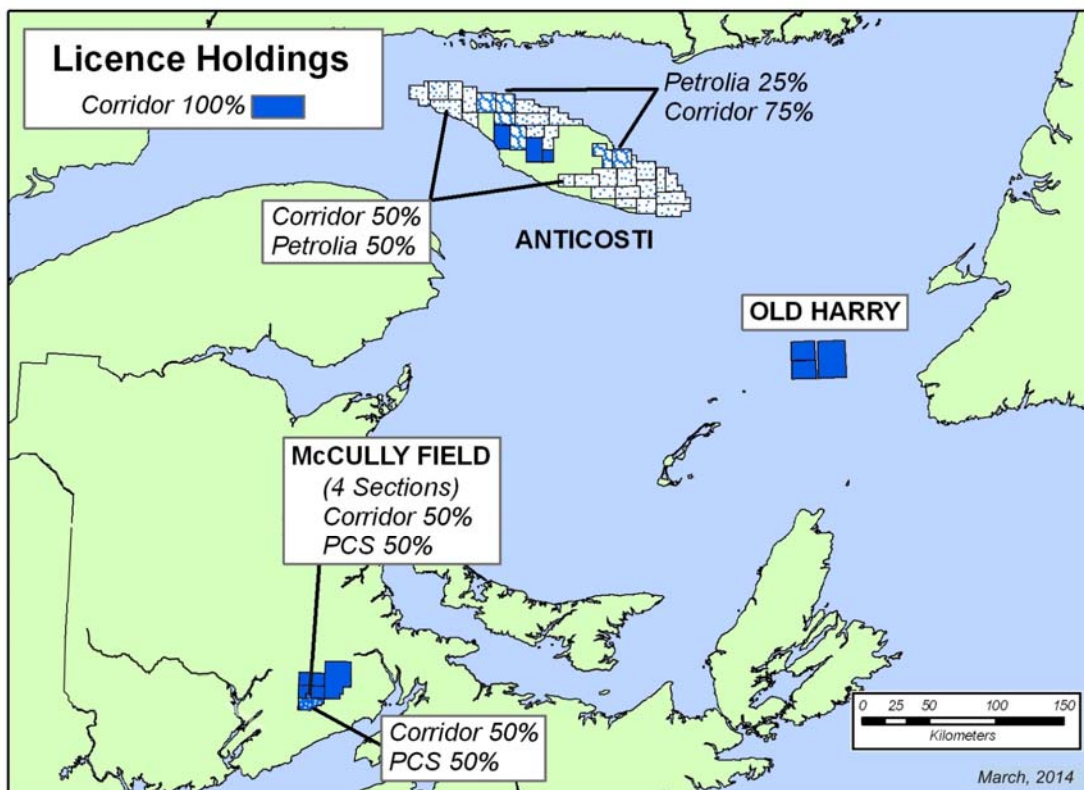 Licence Holdings
Corridor 100%
Petrolia 25%
Corridor 75%
Corridor 50%
Petrolia 50%
ANTICOSTI
OLD HARRY
McCULLY FIELD
(4 Sections)
Corridor 50%
PCS 50%
Corridor 50%
PCS 50%
0 25 50 100 150
Kilometers
March, 2014